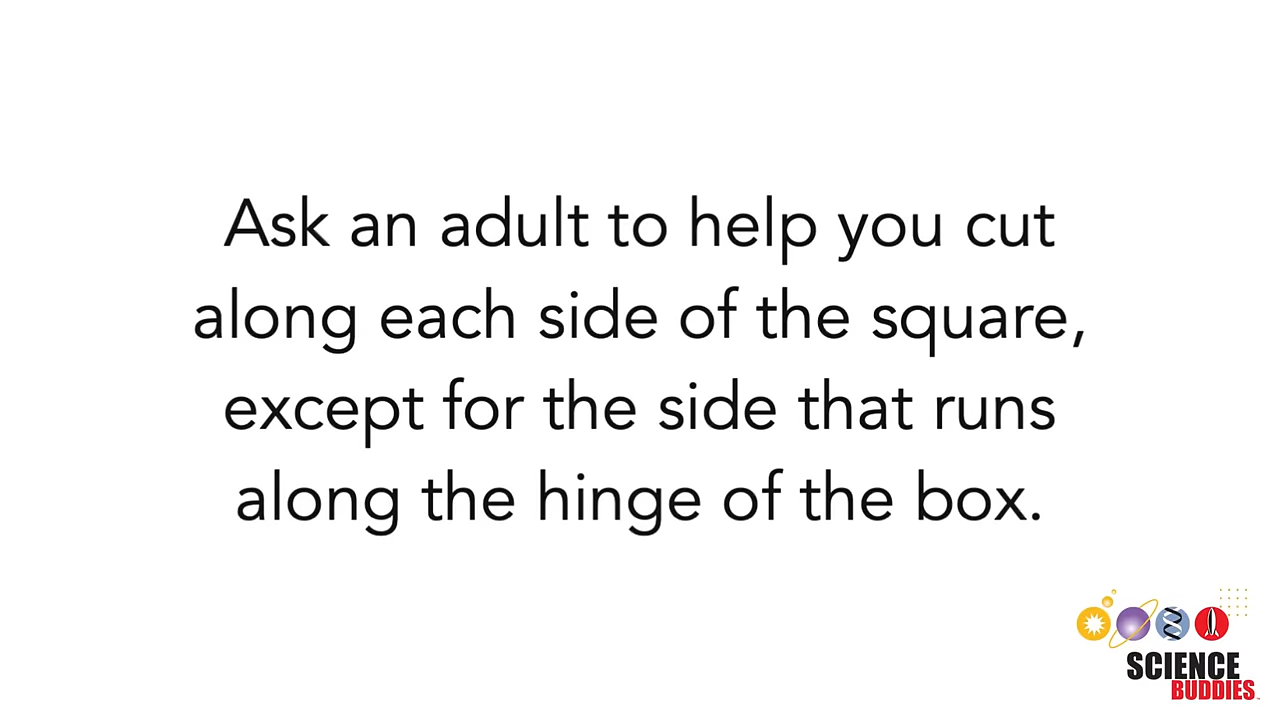 Ask an adult to help you cut
along each side of the square,
except for the side that runs
along the hinge of the box.
SCIENCE
BUDDIES